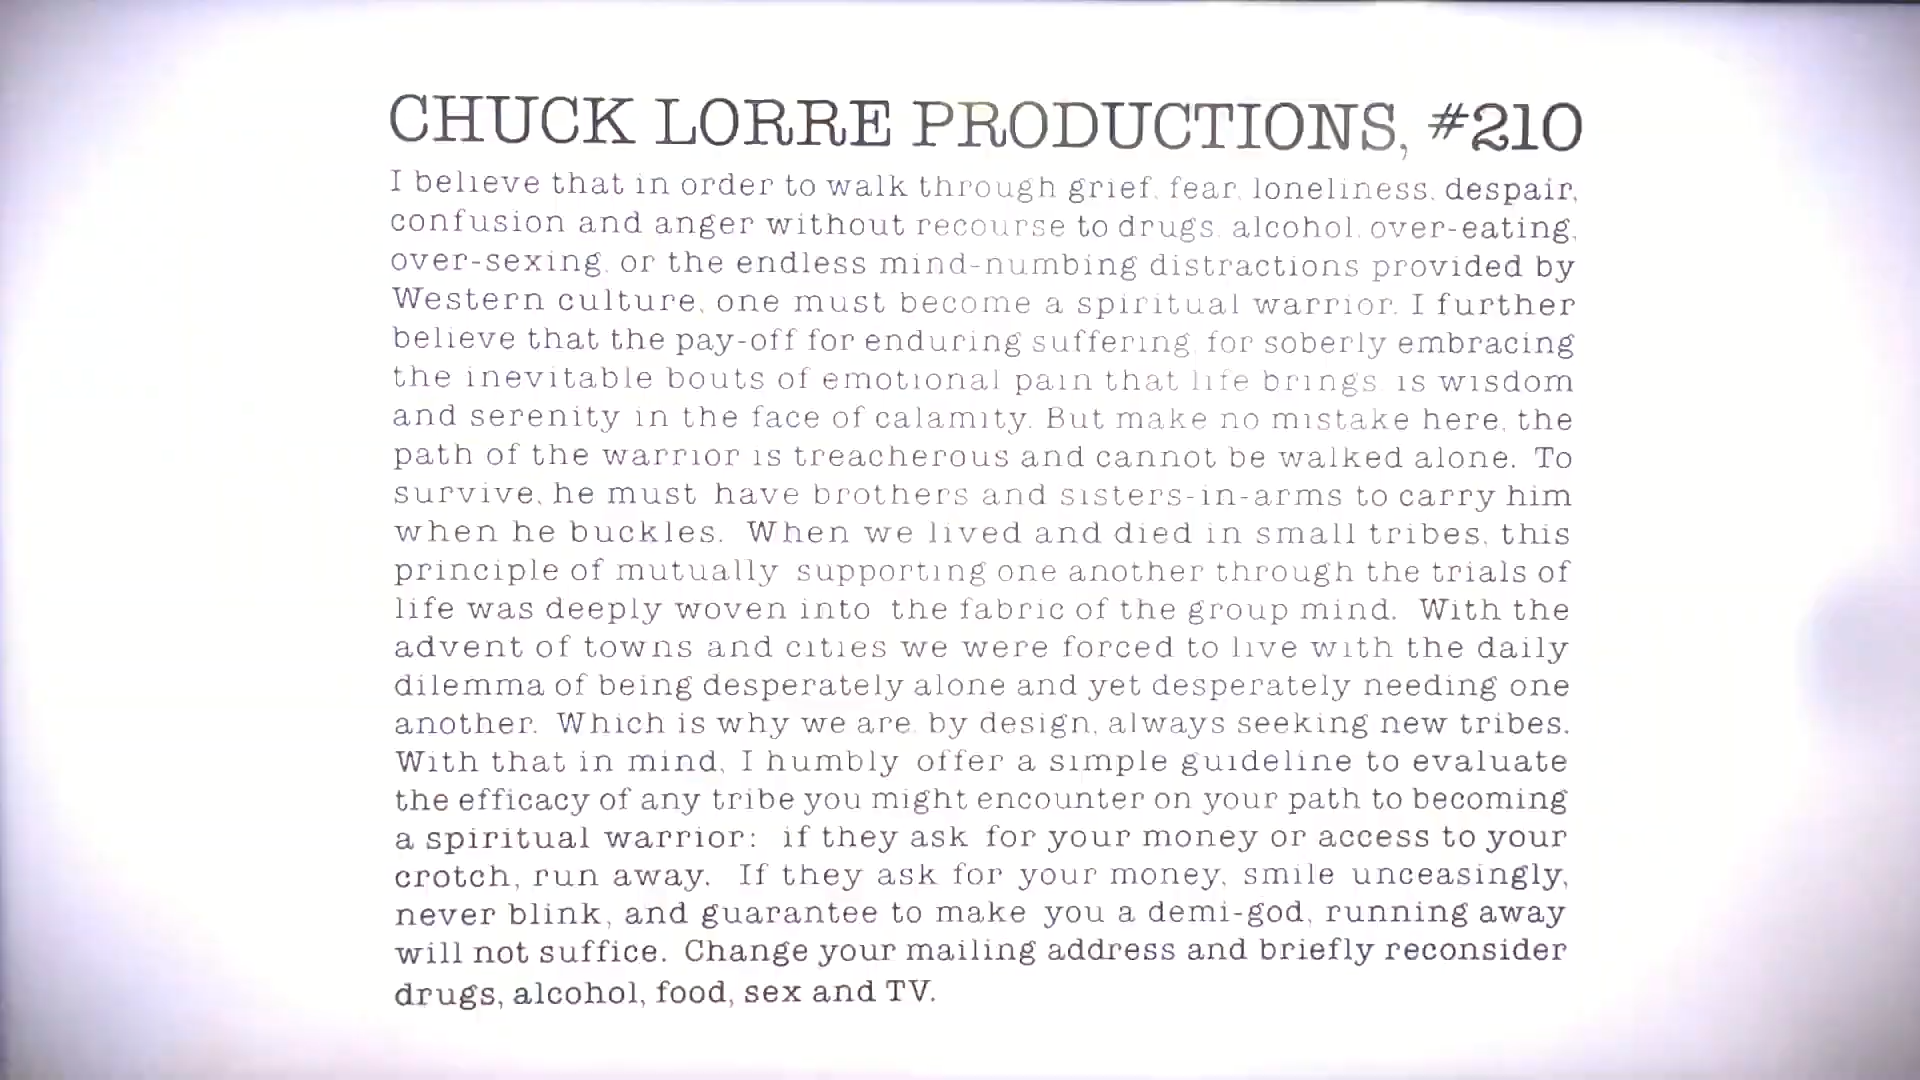 CHUCK LORRE PRODUCTIONS, #210
I believe that in order to walk through grief, fear, loneliness, despair,
confusion and anger without recourse to drugs, alcohol, over-eating,
over-sexing, or the endless mind-numbing distractions provided by
Western culture, one must become a spiritual warrior. I further
believe that the pay-off for enduring suffering, for soberly embracing
the inevitable bouts of emotional pain that life brings, is wisdom
and serenity in the face of calamity. But make no mistake here, the
path of the warrior is treacherous and cannot be walked alone. To
survive, he must have brothers and sisters-in-arms to carry him
when he buckles. When we lived and died in small tribes, this
principle of mutually supporting one another through the trials of
life was deeply woven into the fabric of the group mind. With the
advent of towns and cities we were forced to live with the daily
dilemma of being desperately alone and yet desperately needing one
another. Which is why we are, by design, always seeking new tribes.
With that in mind, I humbly offer a simple guideline to evaluate
the efficacy of any tribe you might encounter on your path to becoming
a spiritual warrior: if they ask for your money or access to your
crotch, run away. If they ask for your money, smile unceasingly,
never blink, and guarantee to make you a demi-god, running away
will not suffice. Change your mailing address and briefly reconsider
drugs, alcohol, food, sex and TV.